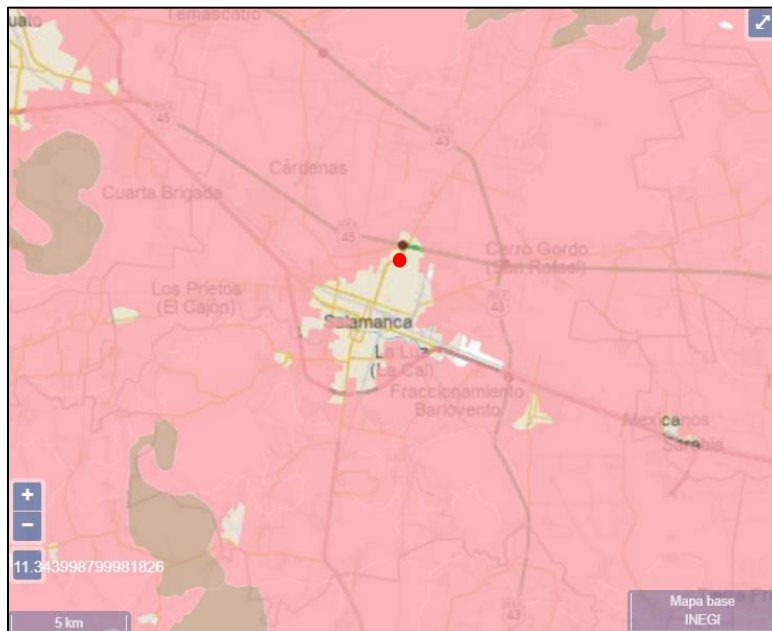 Temascatío
uato
45
43
Cárdenas
Cuarta Brigada
45
Cerro Gordo
(San Rafael)
Los Prietos
(El Cajón)
43
Salamanca
La Luz
(La Cal)
Fraccionamiento
Barlovento
Mexicanos
Sarabia
+
−
11.343998799981826
43
5 km
Mapa base
INEGI